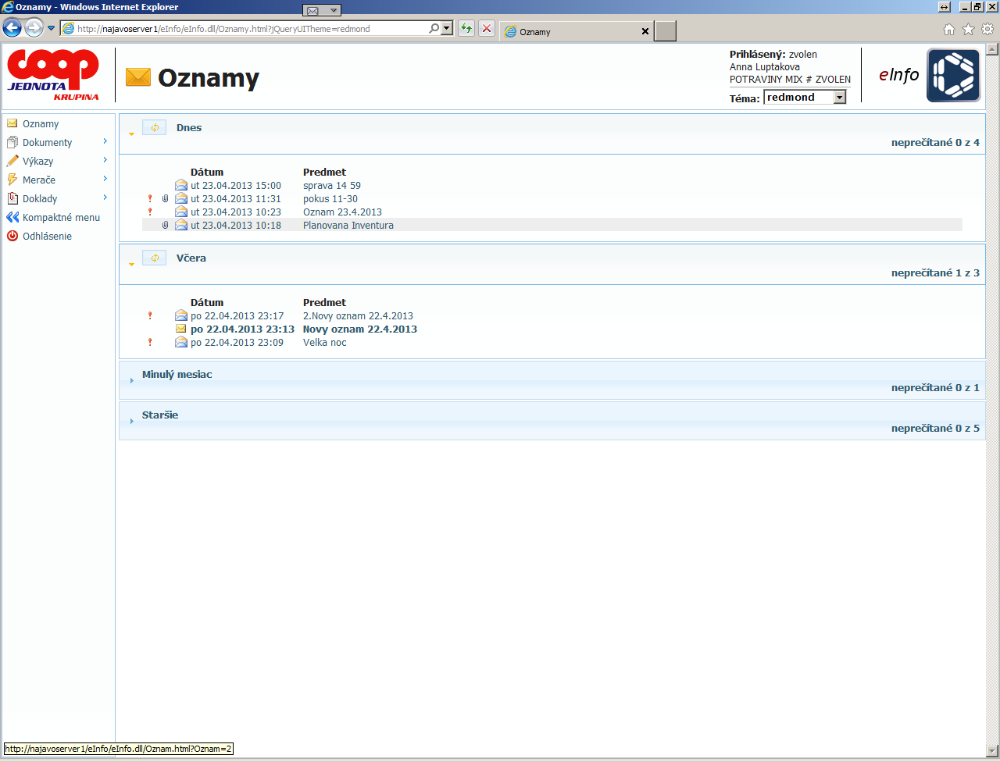 Oznamy - Windows Internet Explorer
http://najavoserver1/eInfo/eInfo.dll/Oznamy.html?jQueryUITheme=redmond
Oznamy
coop
JEDNOTA
KRUPINA
Oznamy
Prihlásený: zvolen
Anna Luptakova
POTRAVINY MIX # ZVOLEN
Téma: redmond
eInfo
Oznamy
Dokumenty
Výkazy
Merače
Doklady
Kompaktné menu
Odhlásenie
Dnes
neprečítané 0 z 4
Dátum Predmet
ut 23.04.2013 15:00 sprava 14 59
ut 23.04.2013 11:31 pokus 11-30
ut 23.04.2013 10:23 Oznam 23.4.2013
ut 23.04.2013 10:18 Planovana Inventura
Včera
neprečítané 1 z 3
Dátum Predmet
po 22.04.2013 23:17 2.Novy oznam 22.4.2013
po 22.04.2013 23:13 Novy oznam 22.4.2013
po 22.04.2013 23:09 Velka noc
Minulý mesiac
neprečítané 0 z 1
Staršie
neprečítané 0 z 5
http://najavoserver1/eInfo/eInfo.dll/Oznam.html?Oznam=2